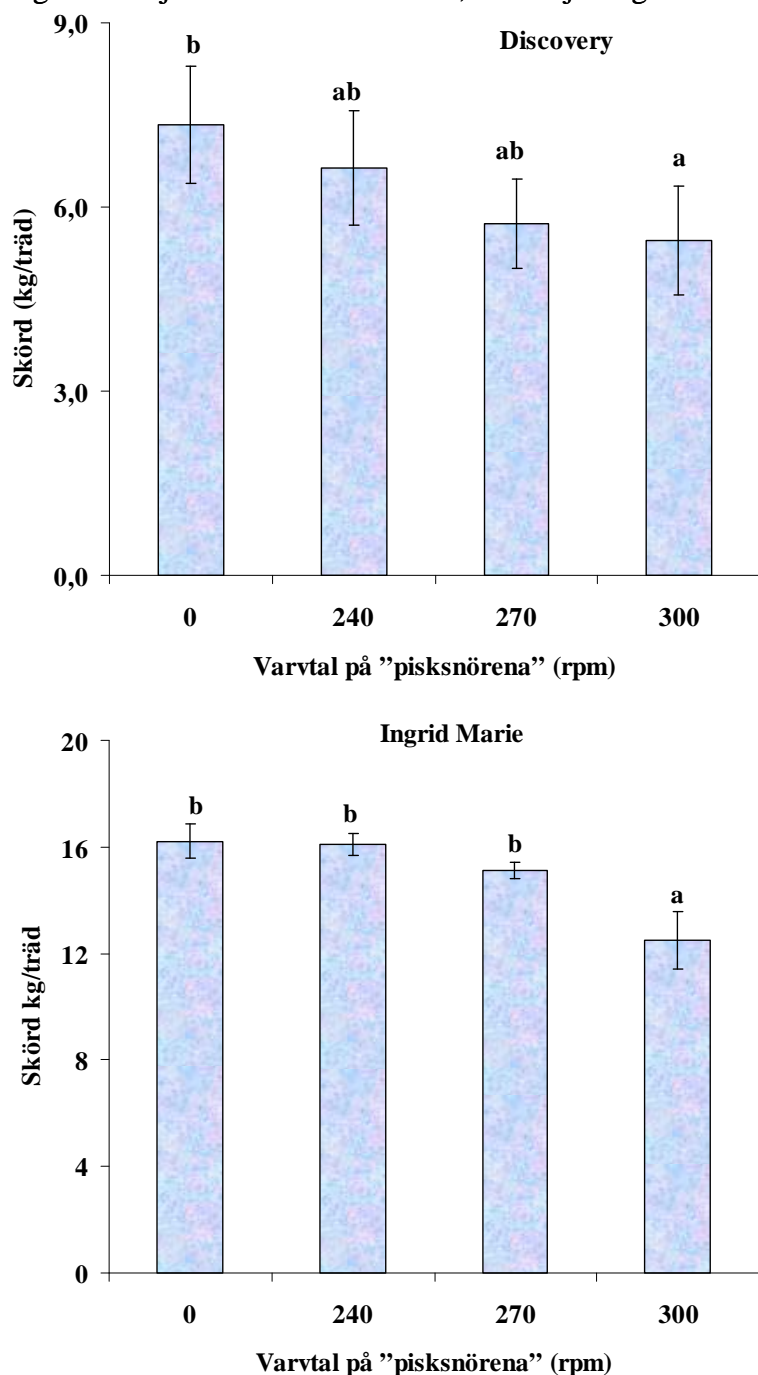 9,0
Discovery
b
ab
ab
a
6,0
3,0
0,0
Skörd (kg/träd)
0 240 270 300
Varvtal på ”pisksnörena” (rpm)
Ingrid Marie
20
b
b
b
a
16
12
8
4
0
Skörd kg/träd
0 240 270 300
Varvtal på ”pisksnörena” (rpm)